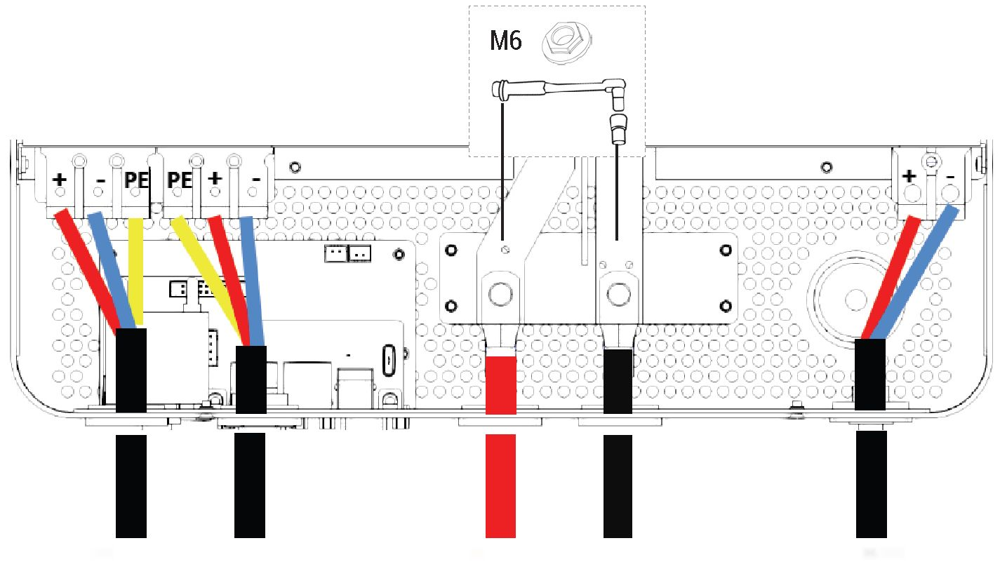 M6
+ - PE PE + - + -